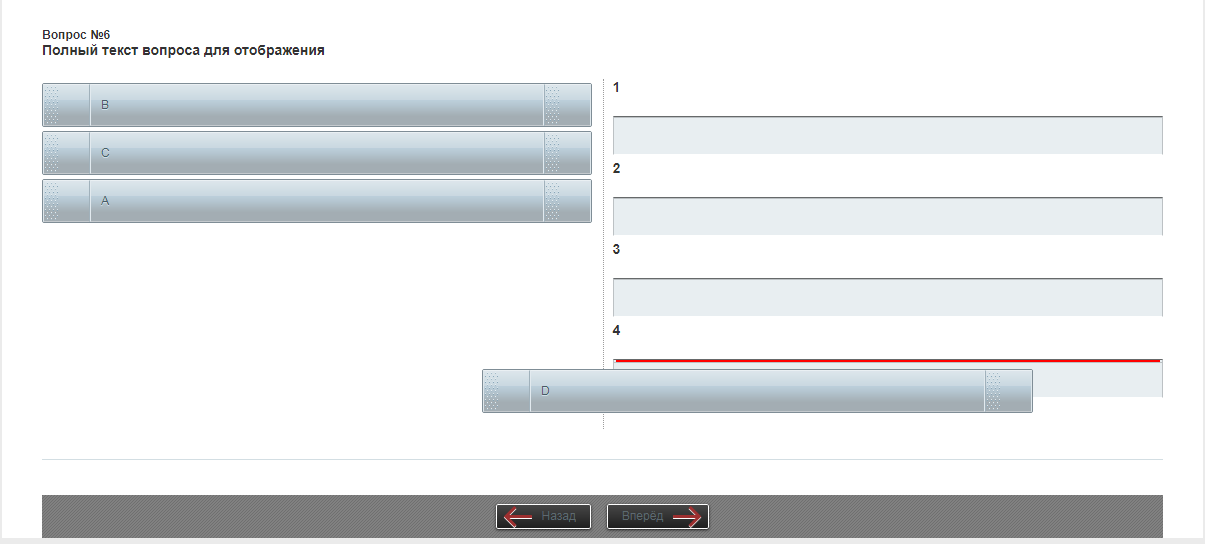 Вопрос №6
Полный текст вопроса для отображения
B
C
A
1
2
3
4
D
Назад
Вперёд